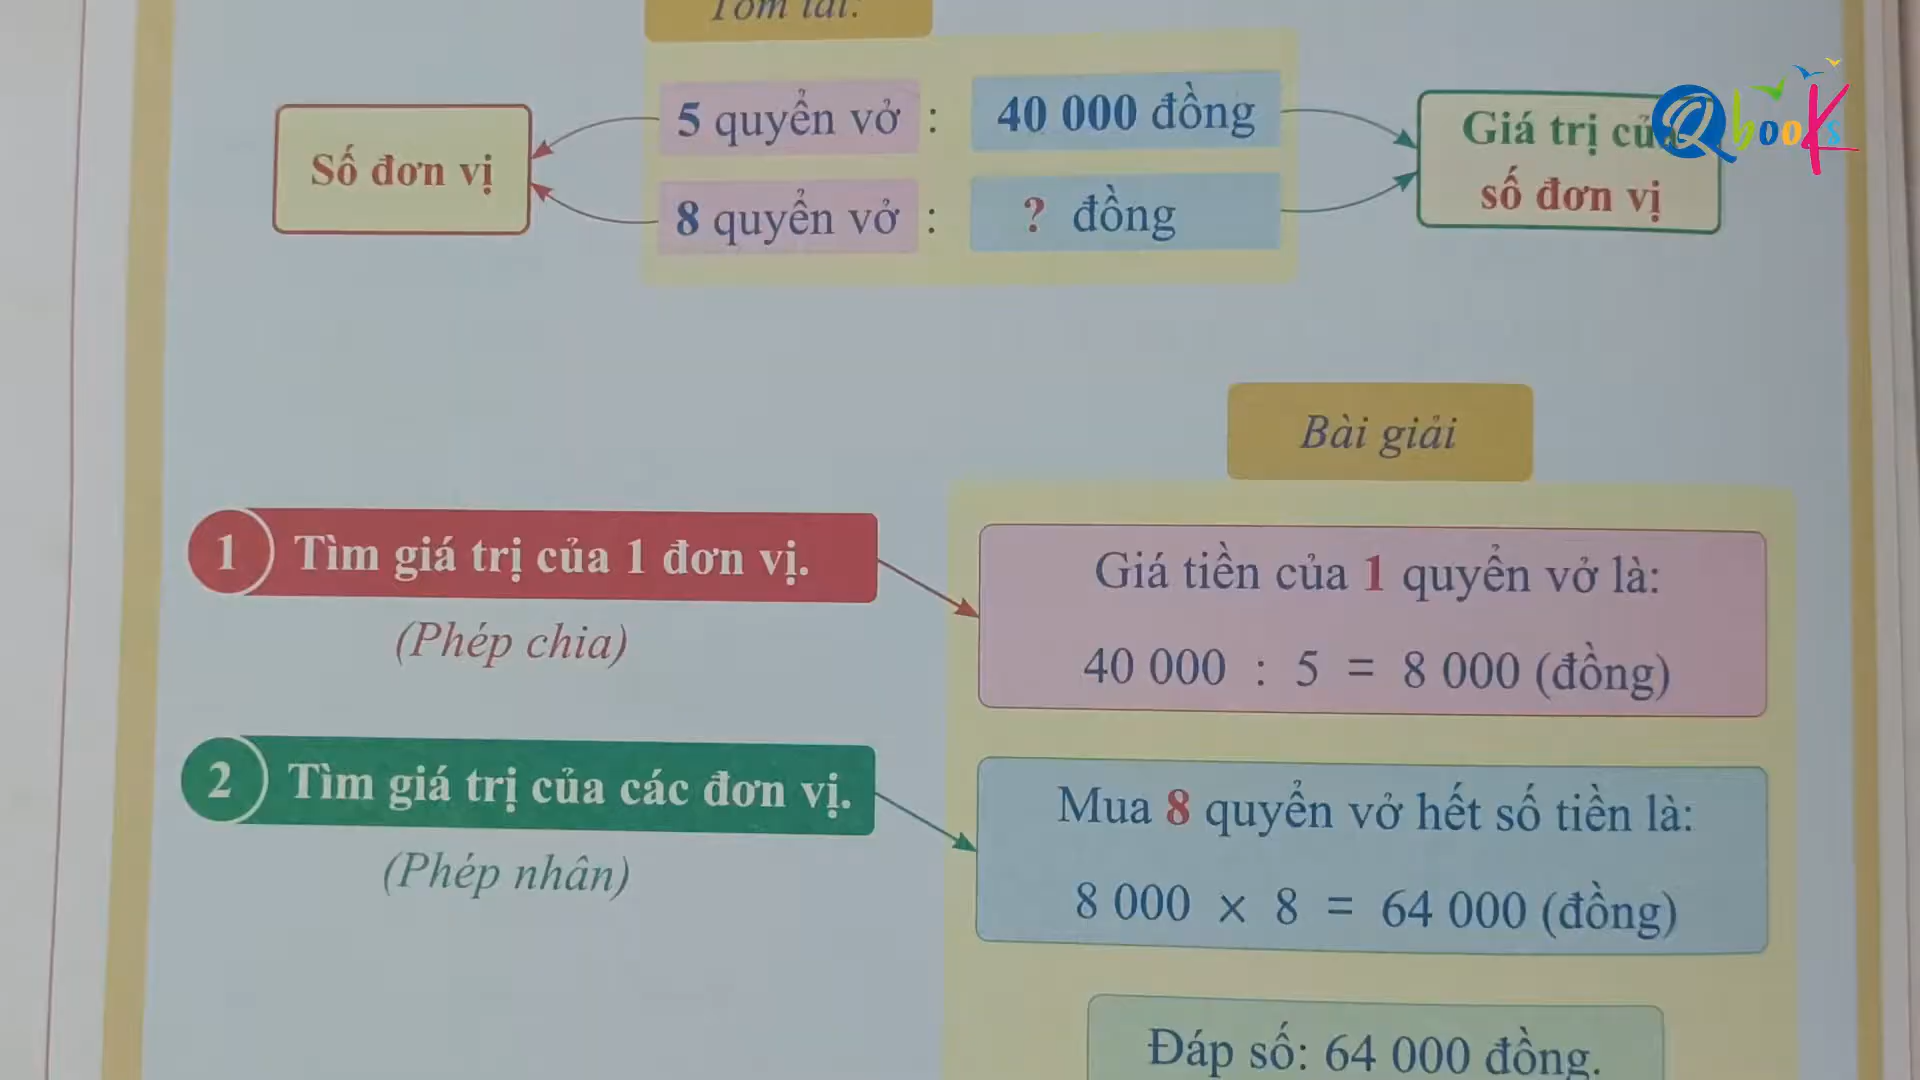 Tóm tắt:
5 quyển vở : 40 000 đồng
Số đơn vị
Giá trị của
số đơn vị
8 quyển vở : ? đồng
Qbooks
Bài giải
1 Tìm giá trị của 1 đơn vị.
(Phép chia)
Giá tiền của 1 quyển vở là:
40 000 : 5 = 8 000 (đồng)
2 Tìm giá trị của các đơn vị.
(Phép nhân)
Mua 8 quyển vở hết số tiền là:
8 000 × 8 = 64 000 (đồng)
Đáp số: 64 000 đồng.